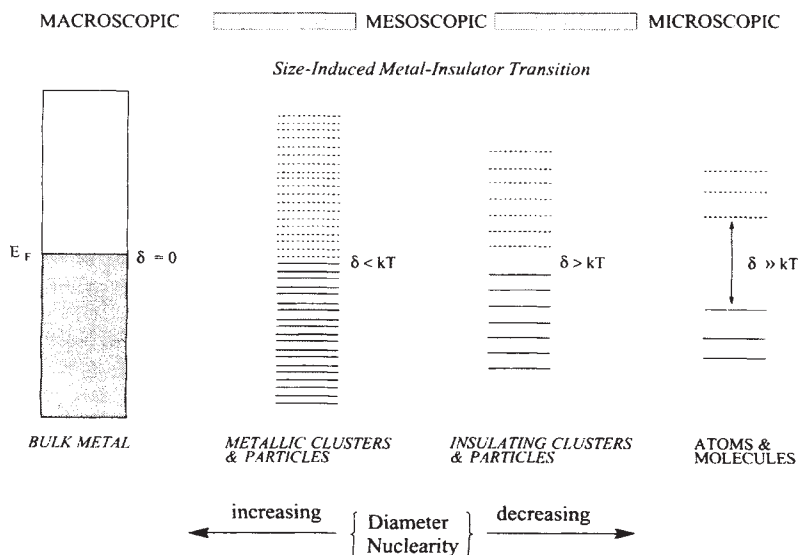 MACROSCOPIC MESOSCOPIC MICROSCOPIC
Size-Induced Metal-Insulator Transition
E F δ = 0 δ < kT δ > kT δ » kT
BULK METAL METALLIC CLUSTERS INSULATING CLUSTERS ATOMS &
& PARTICLES & PARTICLES MOLECULES
increasing Diameter decreasing
Nuclearity